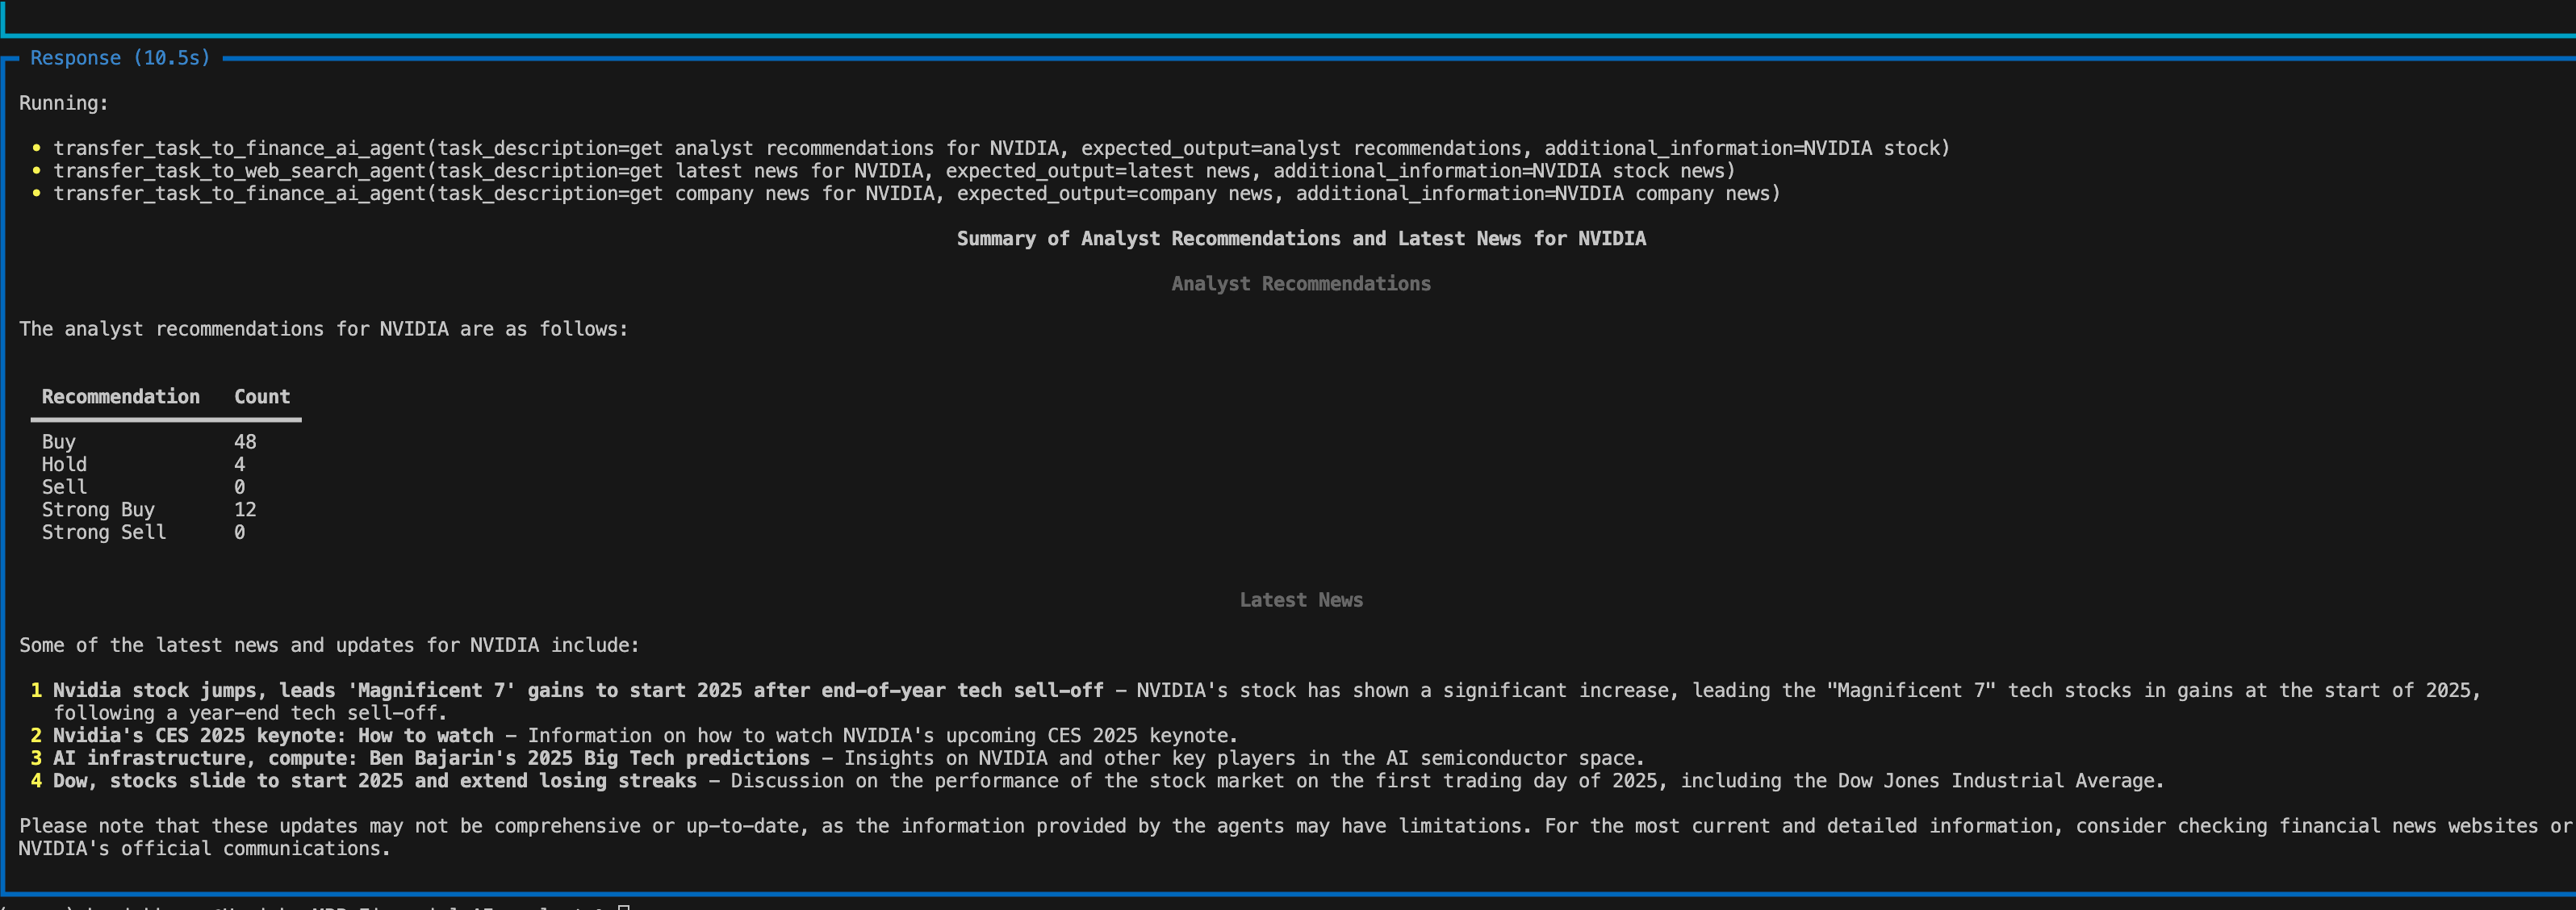 Response (10.5s)
Running:
• transfer_task_to_finance_ai_agent(task_description=get analyst recommendations for NVIDIA, expected_output=analyst recommendations, additional_information=NVIDIA stock)
• transfer_task_to_web_search_agent(task_description=get latest news for NVIDIA, expected_output=latest news, additional_information=NVIDIA stock news)
• transfer_task_to_finance_ai_agent(task_description=get company news for NVIDIA, expected_output=company news, additional_information=NVIDIA company news)
Summary of Analyst Recommendations and Latest News for NVIDIA
Analyst Recommendations
The analyst recommendations for NVIDIA are as follows:
Recommendation Count
Buy 48
Hold 4
Sell 0
Strong Buy 12
Strong Sell 0
Latest News
Some of the latest news and updates for NVIDIA include:
1 Nvidia stock jumps, leads 'Magnificent 7' gains to start 2025 after end-of-year tech sell-off – NVIDIA's stock has shown a significant increase, leading the "Magnificent 7" tech stocks in gains at the start of 2025,
following a year-end tech sell-off.
2 Nvidia's CES 2025 keynote: How to watch – Information on how to watch NVIDIA's upcoming CES 2025 keynote.
3 AI infrastructure, compute: Ben Bajarin's 2025 Big Tech predictions – Insights on NVIDIA and other key players in the AI semiconductor space.
4 Dow, stocks slide to start 2025 and extend losing streaks – Discussion on the performance of the stock market on the first trading day of 2025, including the Dow Jones Industrial Average.
Please note that these updates may not be comprehensive or up-to-date, as the information provided by the agents may have limitations. For the most current and detailed information, consider checking financial news websites or
NVIDIA's official communications.